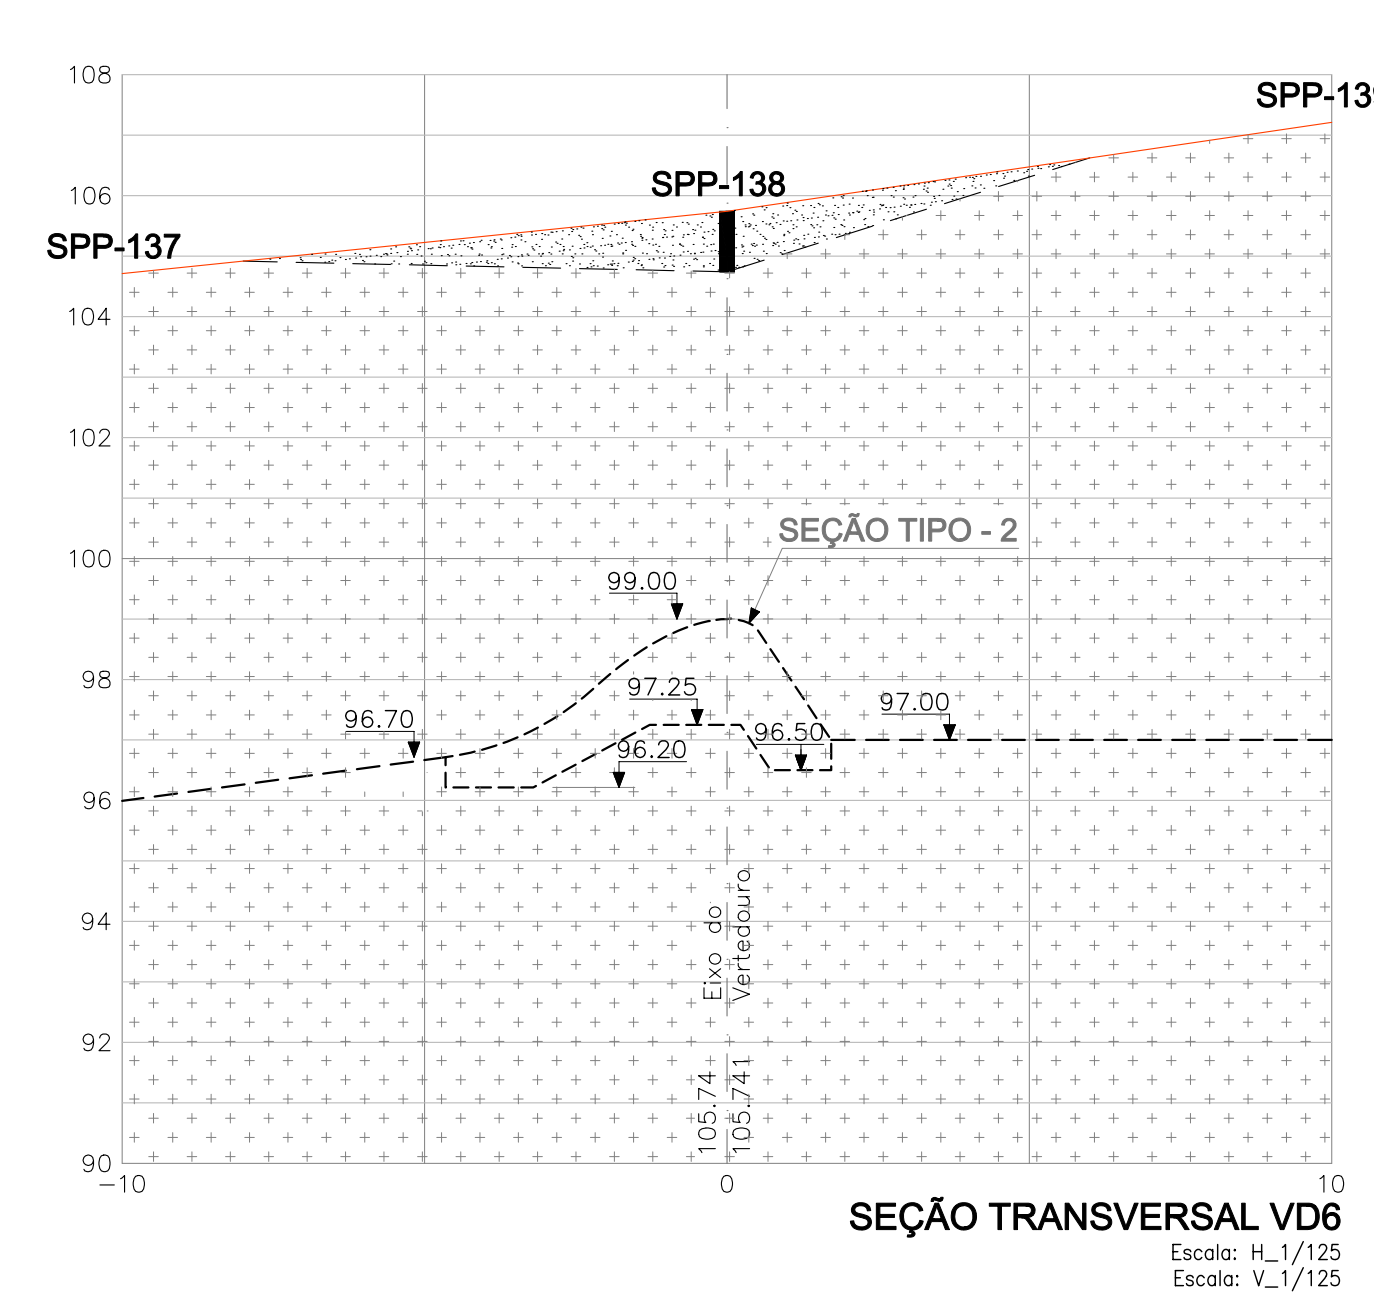 108
SPP-139
SPP-138
106
SPP-137
104
102
SEÇÃO TIPO - 2
100
99.00
98
97.25
97.00
96.70
96.50
96.20
96
Eixo do
Vertedouro
94
92
105.74
105.741
90
-10
0
10
SEÇÃO TRANSVERSAL VD6
Escala: H_1/125
Escala: V_1/125